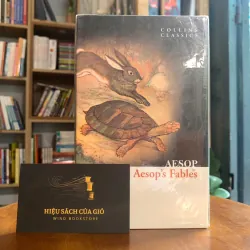 COLLINS
CLASSICS
AESOP
Aesop's Fables
HIỆU SÁCH CỦA GIÓ
WIND BOOKSTORE